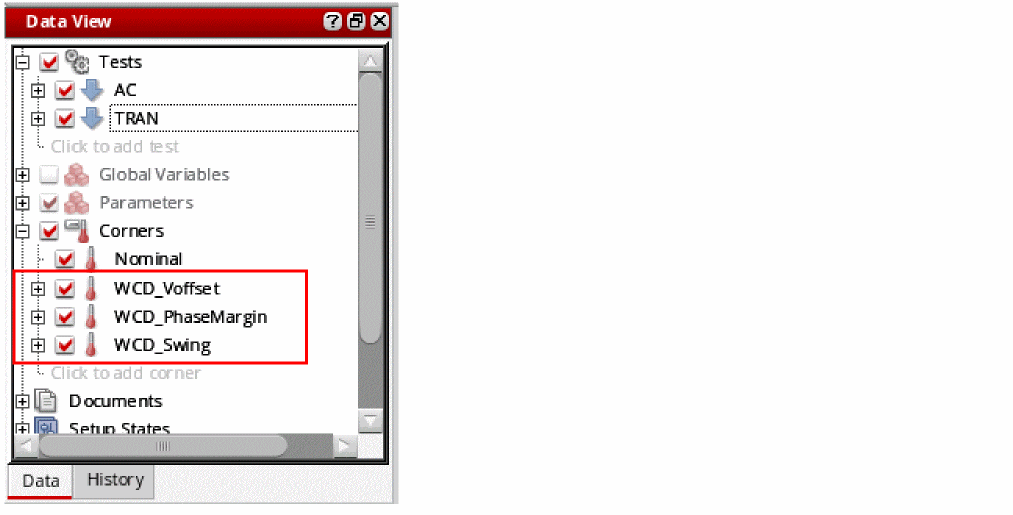 Data View
Tests
AC
TRAN
Click to add test
Global Variables
Parameters
Corners
Nominal
WCD_Voffset
WCD_PhaseMargin
WCD_Swing
Click to add corner
Documents
Setup States
Data History